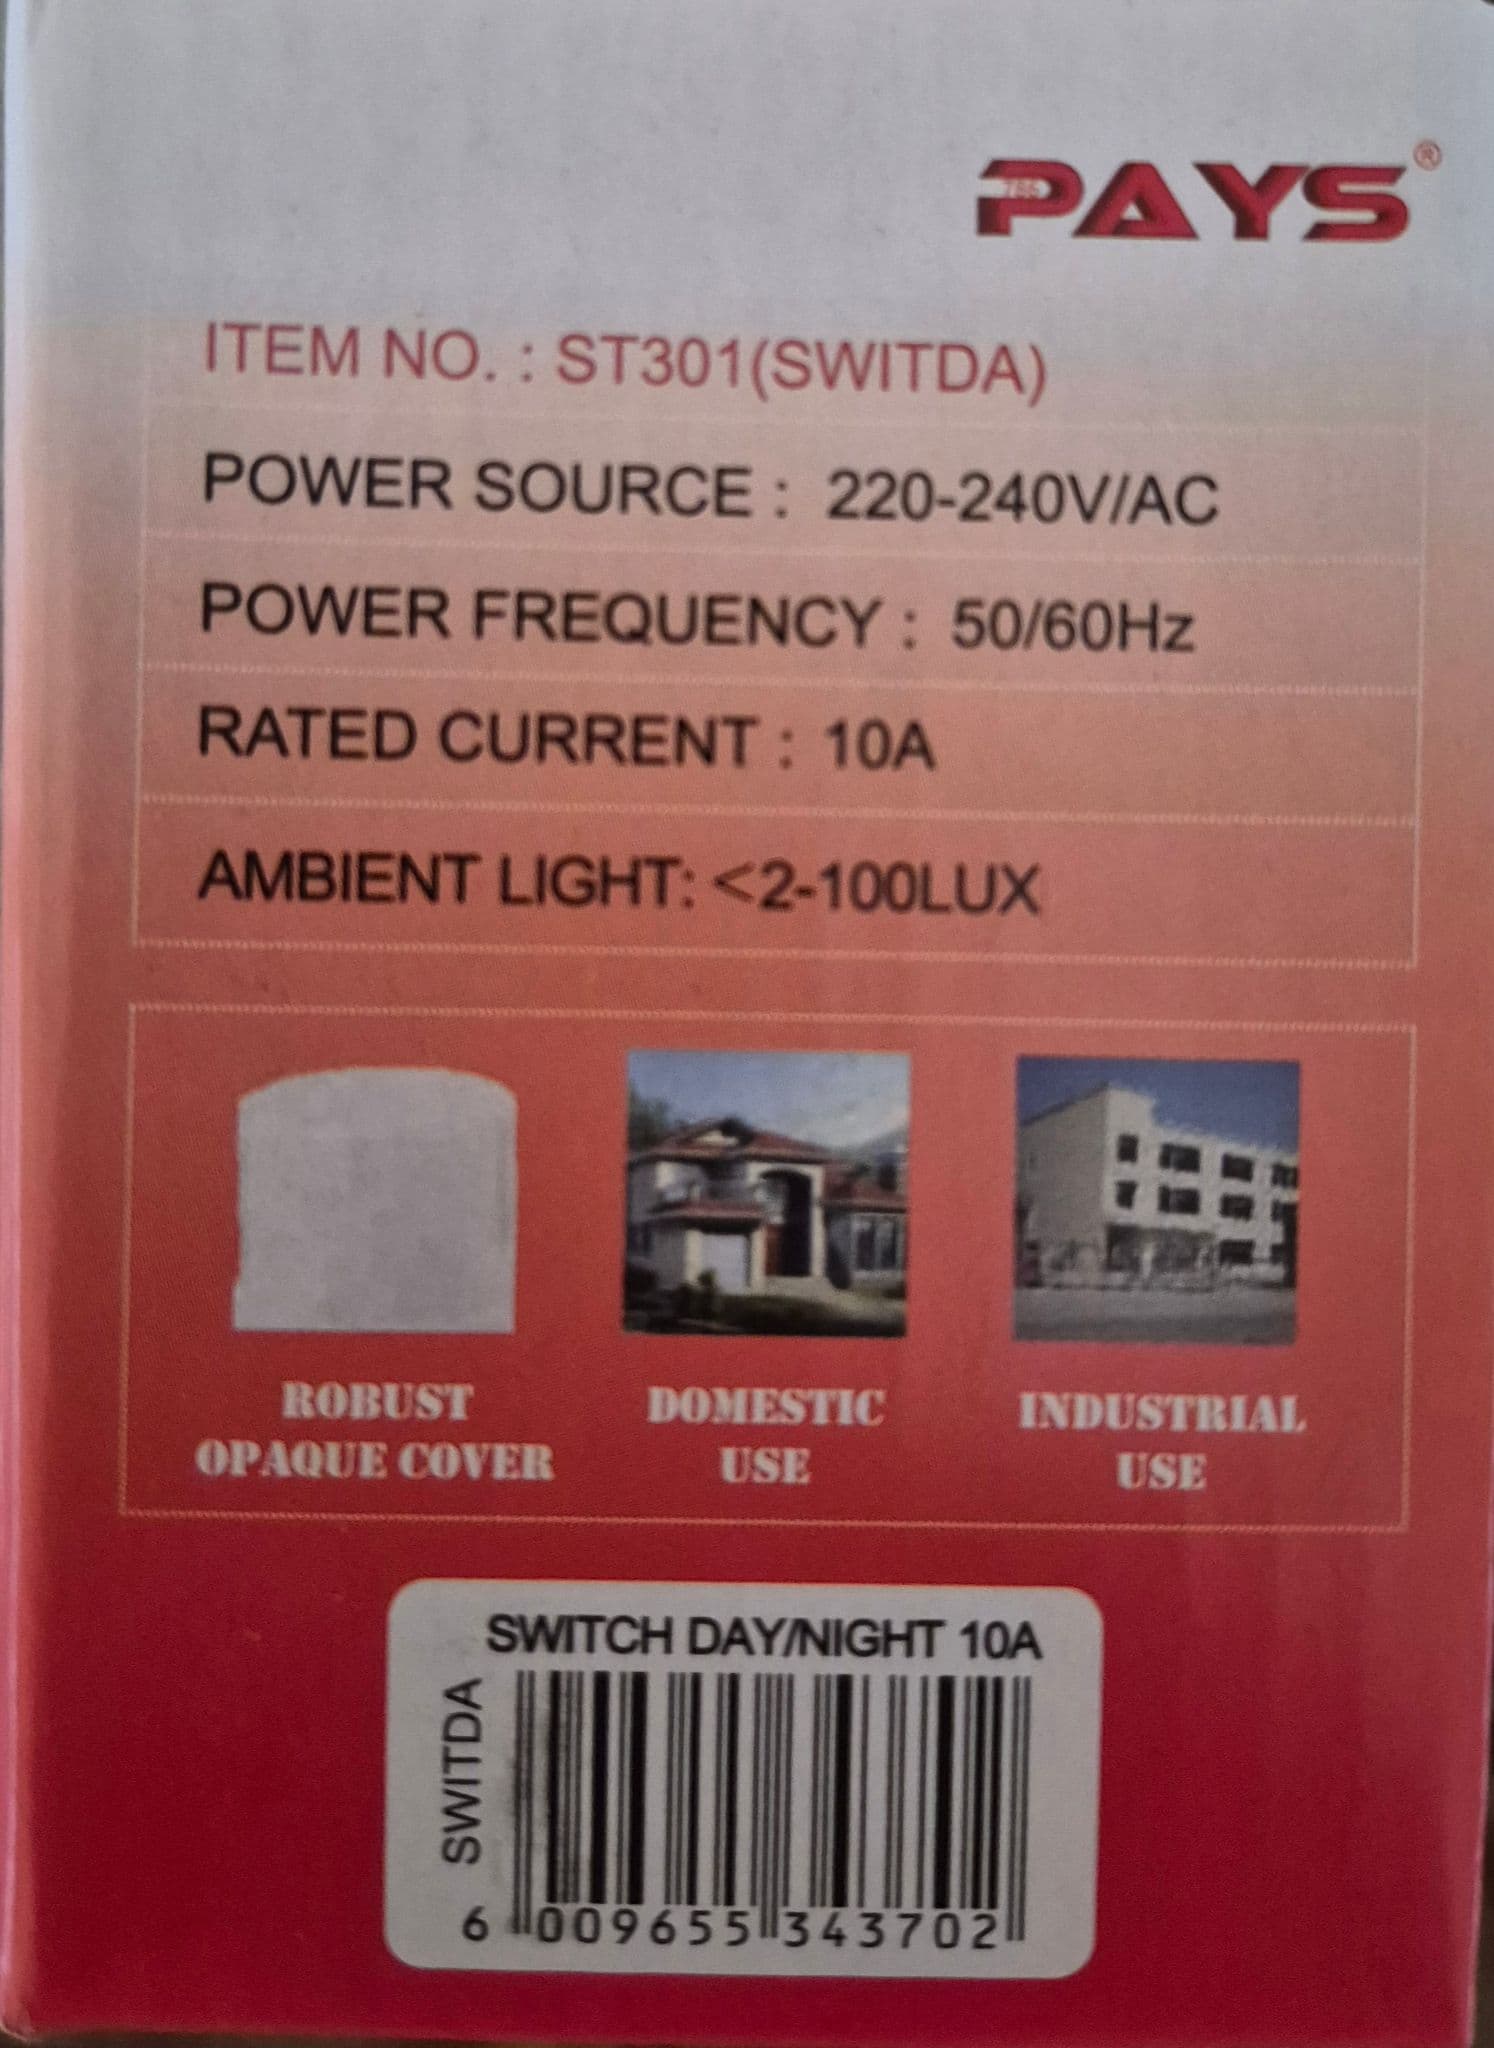 786
PAYS®
ITEM NO. : ST301(SWITDA)
POWER SOURCE : 220-240V/AC
POWER FREQUENCY : 50/60Hz
RATED CURRENT : 10A
AMBIENT LIGHT: <2-100LUX
ROBUST
OPAQUE COVER
DOMESTIC
USE
INDUSTRIAL
USE
SWITCH DAY/NIGHT 10A
SWITDA
6 009655 343702